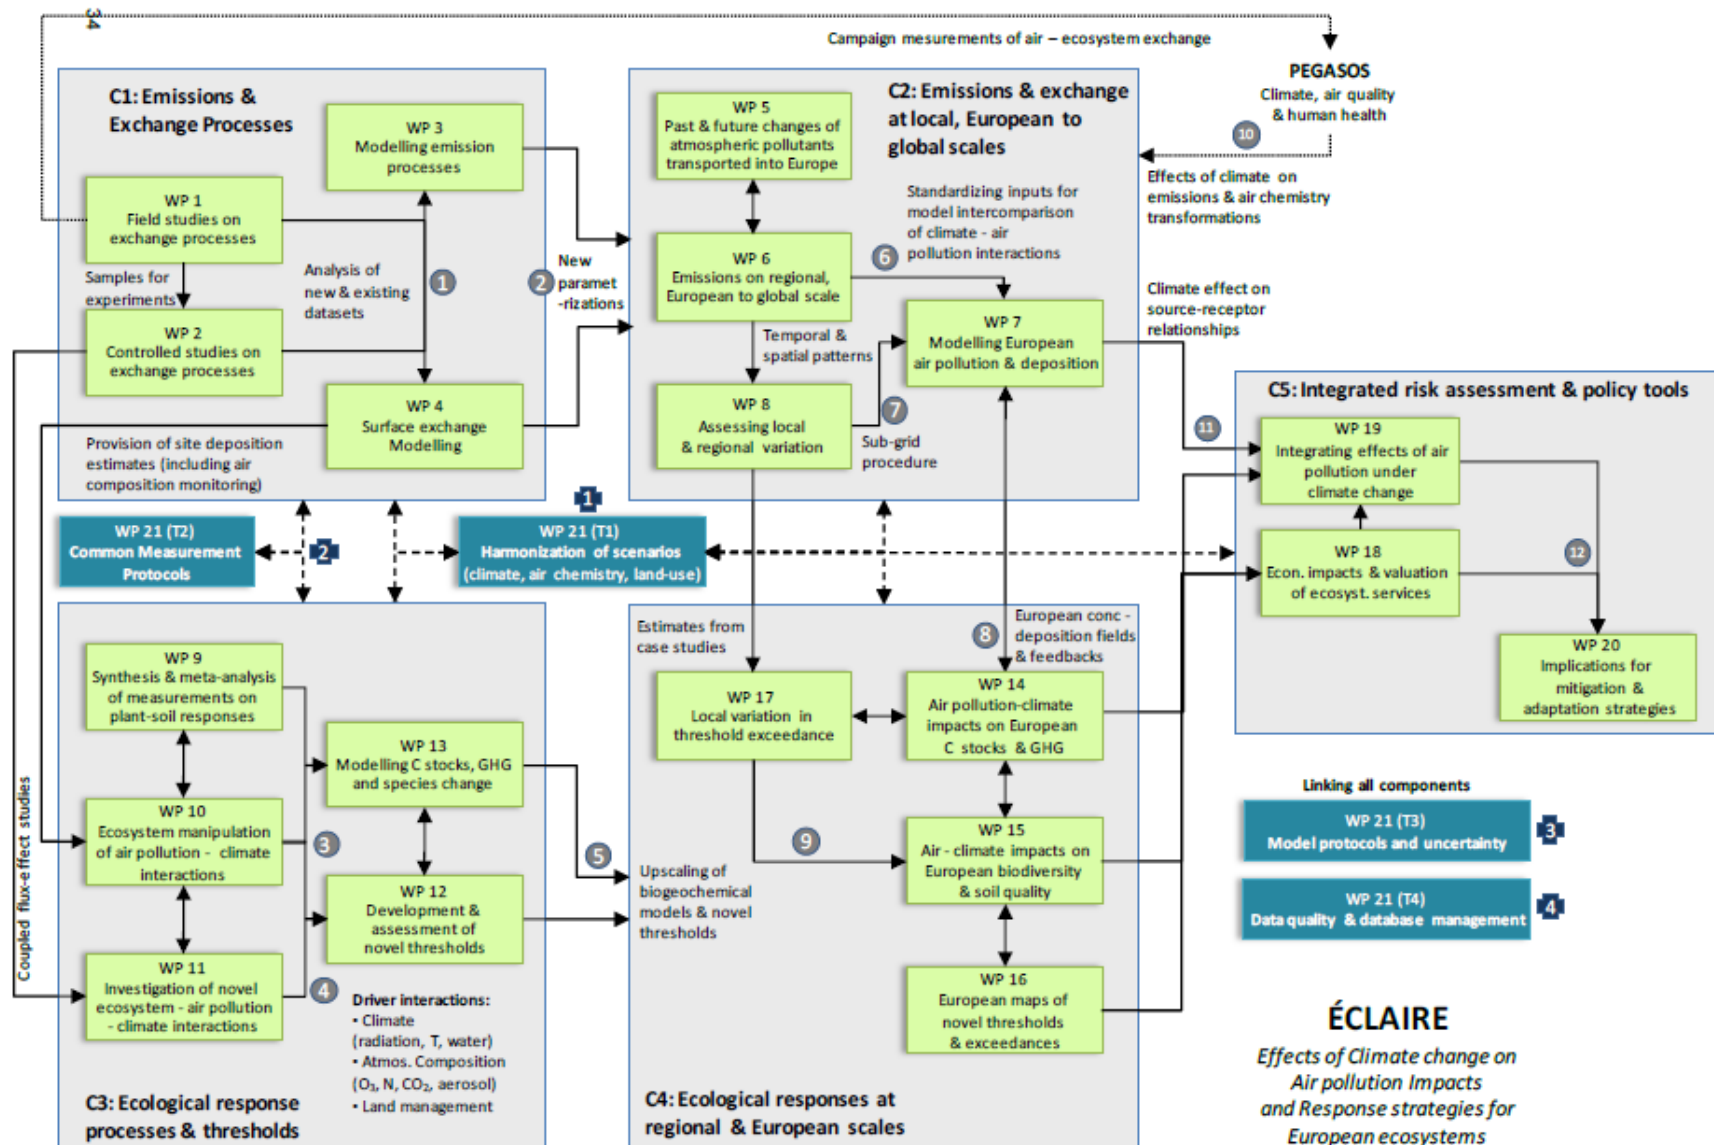 34
Campaign mesurements of air – ecosystem exchange
PEGASOS
Climate, air quality
& human health
10
Effects of climate on
emissions & air chemistry
transformations
C1: Emissions &
Exchange Processes
WP 3
Modelling emission
processes
WP 1
Field studies on
exchange processes
Samples for
experiments
Analysis of
new & existing
datasets
1
WP 2
Controlled studies on
exchange processes
WP 4
Surface exchange
Modelling
Provision of site deposition
estimates (including air
composition monitoring)
2
New
paramet
-rizations
C2: Emissions & exchange
at local, European to
global scales
WP 5
Past & future changes of
atmospheric pollutants
transported into Europe
Standardizing inputs for
model intercomparison
of climate - air
pollution interactions
6
WP 6
Emissions on regional,
European to global scale
Temporal &
spatial patterns
WP 7
Modelling European
air pollution & deposition
WP 8
Assessing local
& regional variation
7
Sub-grid
procedure
Climate effect on
source-receptor
relationships
11
C5: Integrated risk assessment & policy tools
WP 19
Integrating effects of air
pollution under
climate change
WP 18
Econ. impacts & valuation
of ecosyst. services
12
WP 20
Implications for
mitigation &
adaptation strategies
WP 21 (T2)
Common Measurement
Protocols
2
1
WP 21 (T1)
Harmonization of scenarios
(climate, air chemistry, land-use)
Coupled flux-effect studies
WP 9
Synthesis & meta-analysis
of measurements on
plant-soil responses
WP 10
Ecosystem manipulation
of air pollution - climate
interactions
3
WP 11
Investigation of novel
ecosystem - air pollution
- climate interactions
4
WP 13
Modelling C stocks, GHG
and species change
WP 12
Development &
assessment of
novel thresholds
5
Upscaling of
biogeochemical
models & novel
thresholds
Driver interactions:
• Climate
(radiation, T, water)
• Atmos. Composition
(O₃, N, CO₂, aerosol)
• Land management
C3: Ecological response
processes & thresholds
Estimates from
case studies
8
European conc -
deposition fields
& feedbacks
WP 17
Local variation in
threshold exceedance
WP 14
Air pollution-climate
impacts on European
C stocks & GHG
9
WP 15
Air - climate impacts on
European biodiversity
& soil quality
WP 16
European maps of
novel thresholds
& exceedances
C4: Ecological responses at
regional & European scales
Linking all components
WP 21 (T3)
Model protocols and uncertainty
3
WP 21 (T4)
Data quality & database management
4
ÉCLAIRE
Effects of Climate change on
Air pollution Impacts
and Response strategies for
European ecosystems